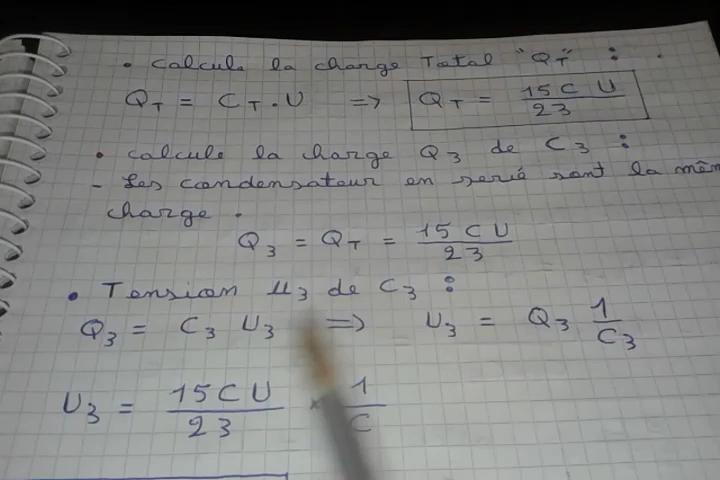 • Calcule la charge Total "QT" :
QT = CT . U => QT = 15 C U / 23
• Calcule la charge Q3 de C3 :
- Les condensateur en serié sont la mêm
charge .
Q3 = QT = 15 C U / 23
• Tension U3 de C3 :
Q3 = C3 U3 => U3 = Q3 1 / C3
U3 = 15 C U / 23 × 1 / C